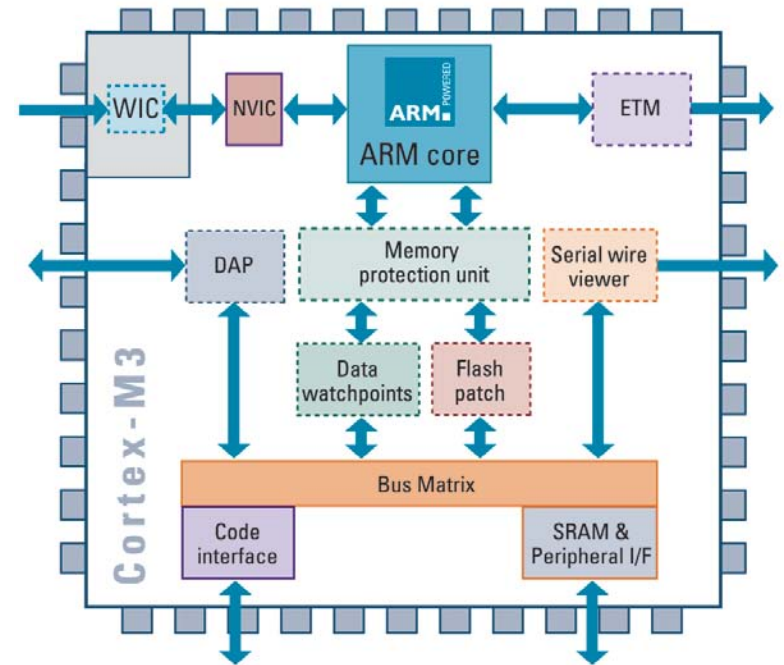 WIC
NVIC
ARM
POWERED
ARM core
ETM
DAP
Memory
protection unit
Serial wire
viewer
Data
watchpoints
Flash
patch
Cortex-M3
Bus Matrix
Code
interface
SRAM &
Peripheral I/F